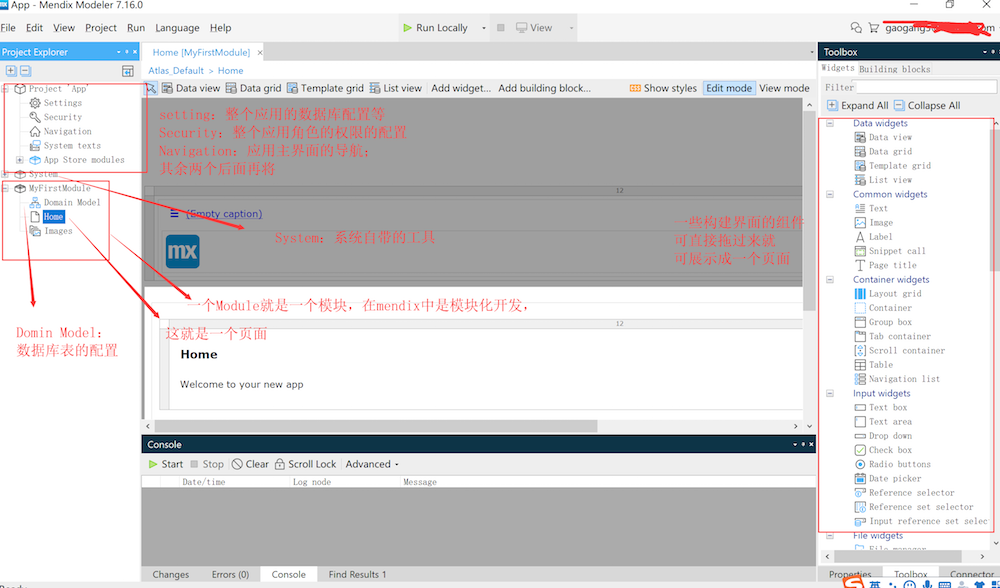 App - Mendix Modeler 7.16.0
File Edit View Project Run Language Help
Run Locally
View
Project Explorer
Project 'App'
Settings
Security
Navigation
System texts
App Store modules
System
MyFirstModule
Domain Model
Home
Images
Domin Model:
数据库表的配置
Home [MyFirstModule]
Atlas_Default > Home
Data view Data grid Template grid List view Add widget... Add building block... Show styles Edit mode View mode
setting: 整个应用的数据库配置等
Security: 整个应用角色的权限的配置
Navigation: 应用主界面的导航;
其余两个后面再将
12
(Empty caption)
System: 系统自带的工具
mx
一些构建界面的组件
可直接拖过来就
可展示成一个页面
一个Module就是一个模块, 在mendix中是模块化开发,
12
这就是一个页面
Home
Welcome to your new app
Console
Start Stop Clear Scroll Lock Advanced
Date/time Log node Message
Changes Errors (0) Console Find Results 1
Toolbox
Widgets Building blocks
Filter
Expand All Collapse All
Data widgets
Data view
Data grid
Template grid
List view
Common widgets
Text
Image
Label
Snippet call
Page title
Container widgets
Layout grid
Container
Group box
Tab container
Scroll container
Table
Navigation list
Input widgets
Text box
Text area
Drop down
Check box
Radio buttons
Date picker
Reference selector
Reference set selector
Input reference set selec
File widgets
Properties Toolbox Connector
英